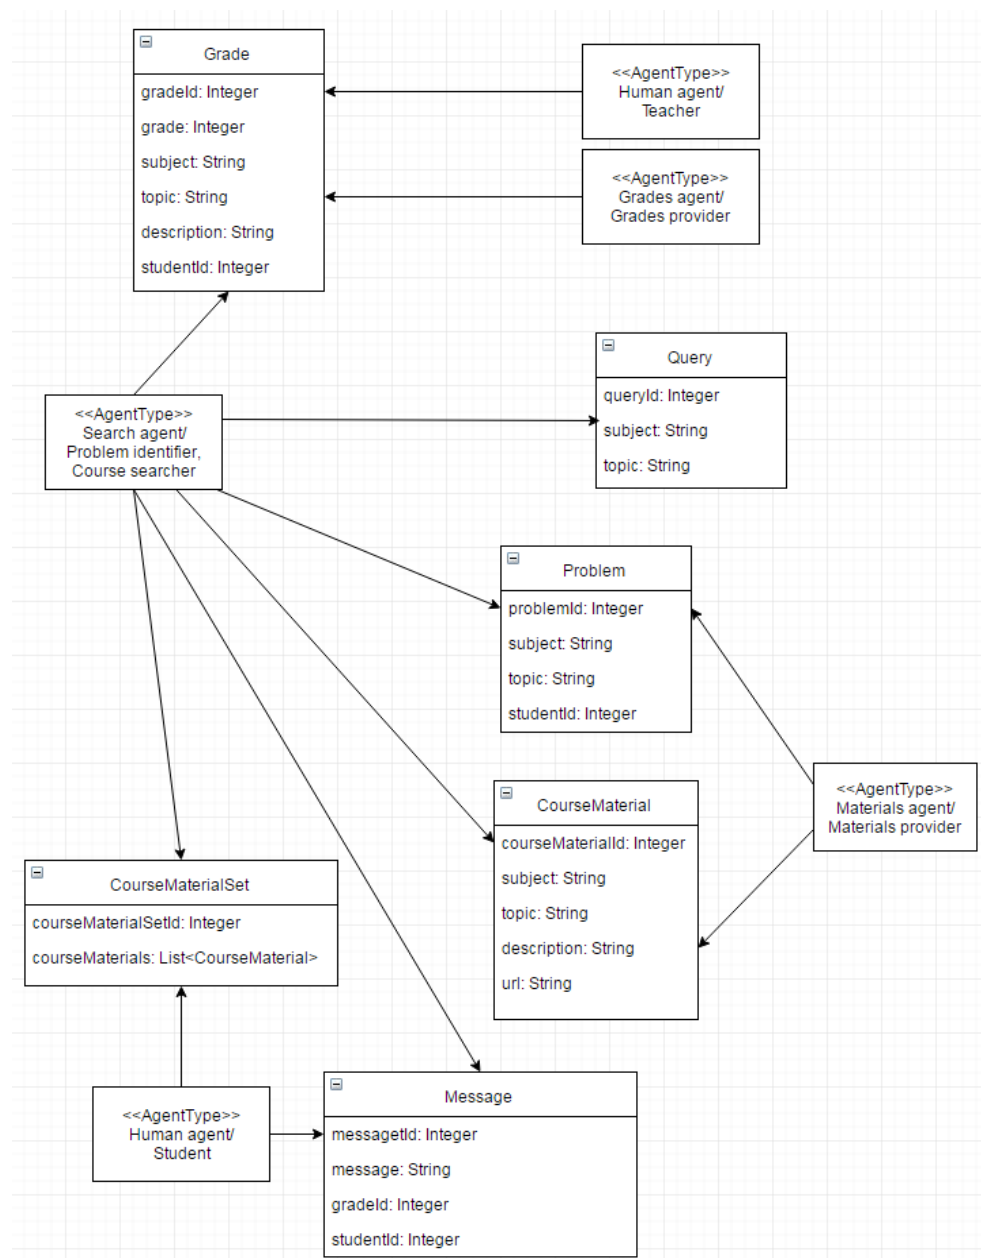 Grade
gradeId: Integer
grade: Integer
subject: String
topic: String
description: String
studentId: Integer
<<AgentType>>
Human agent/
Teacher
<<AgentType>>
Grades agent/
Grades provider
<<AgentType>>
Search agent/
Problem identifier,
Course searcher
Query
queryId: Integer
subject: String
topic: String
Problem
problemId: Integer
subject: String
topic: String
studentId: Integer
<<AgentType>>
Materials agent/
Materials provider
CourseMaterial
courseMaterialId: Integer
subject: String
topic: String
description: String
url: String
CourseMaterialSet
courseMaterialSetId: Integer
courseMaterials: List<CourseMaterial>
<<AgentType>>
Human agent/
Student
Message
messagetId: Integer
message: String
gradeId: Integer
studentId: Integer